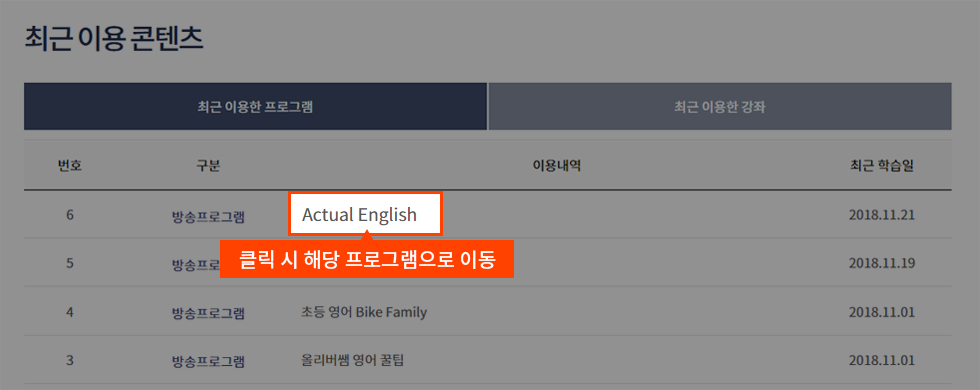 최근 이용 콘텐츠
최근 이용한 프로그램 최근 이용한 강좌
번호 구분 이용내역 최근 학습일
6 방송프로그램 Actual English 2018.11.21
클릭 시 해당 프로그램으로 이동
5 2018.11.19
4 방송프로그램 초등 영어 Bike Family 2018.11.01
3 방송프로그램 올리버쌤 영어 꿀팁 2018.11.01